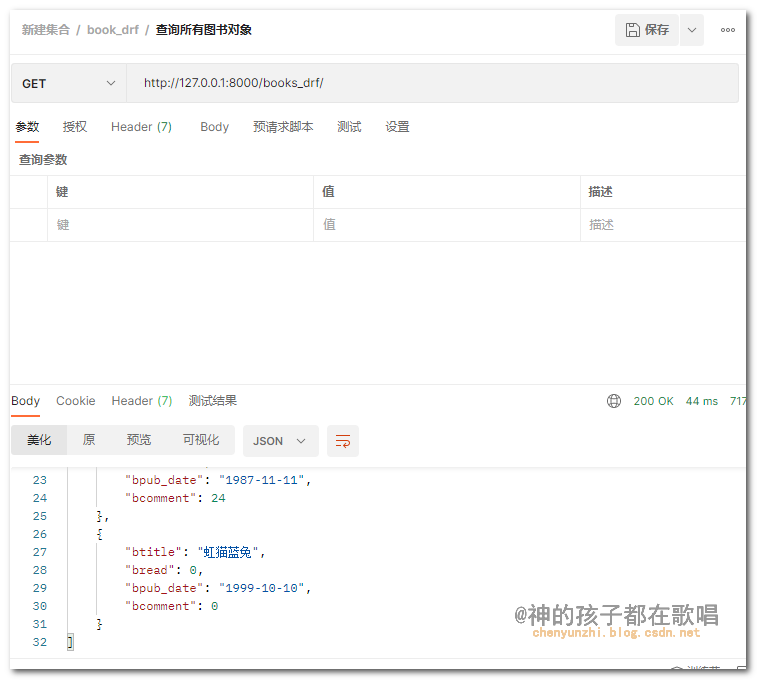 新建集合 / book_drf / 查询所有图书对象 保存
GET http://127.0.0.1:8000/books_drf/
参数 授权 Header (7) Body 预请求脚本 测试 设置
查询参数
键 值 描述
键 值 描述
Body Cookie Header (7) 测试结果 200 OK 44 ms 717
美化 原 预览 可视化 JSON
23 "bpub_date": "1987-11-11",
24 "bcomment": 24
25 },
26 {
27 "btitle": "虹猫蓝兔",
28 "bread": 0,
29 "bpub_date": "1999-10-10",
30 "bcomment": 0
31 }
32 ]
@神的孩子都在歌唱
chenyunzhi.blog.csdn.net